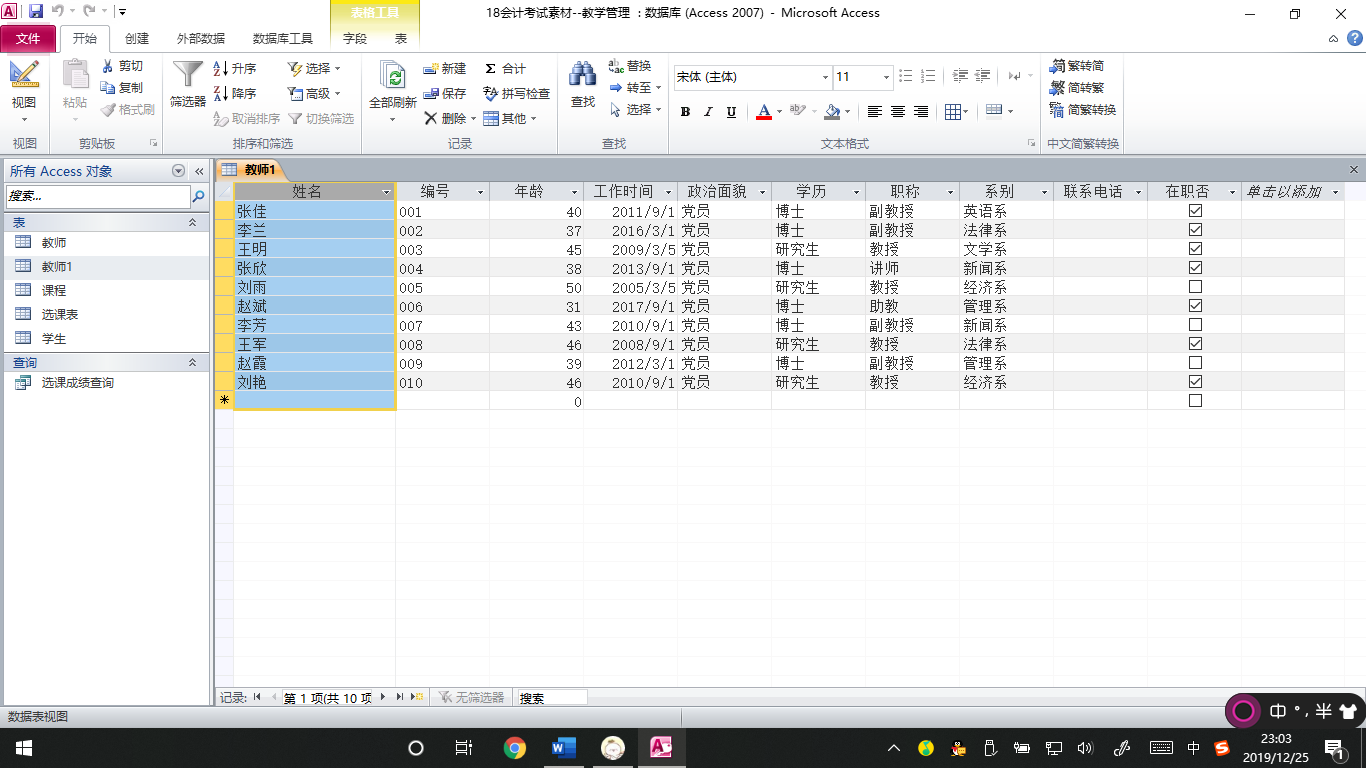 18会计考试素材--教学管理 : 数据库 (Access 2007) - Microsoft Access
表格工具
文件 开始 创建 外部数据 数据库工具 字段 表
视图 粘贴 剪切 复制 格式刷
筛选器 升序 降序 取消排序 选择 高级 切换筛选
全部刷新 新建 保存 删除 合计 拼写检查 其他
查找 替换 转至 选择
宋体 (主体) 11
B I U A
繁转简 简转繁 简繁转换
视图 剪贴板 排序和筛选 记录 查找 文本格式 中文简繁转换
所有 Access 对象
搜索...
表
教师
教师1
课程
选课表
学生
查询
选课成绩查询
教师1
姓名 编号 年龄 工作时间 政治面貌 学历 职称 系别 联系电话 在职否 单击以添加
张佳 001 40 2011/9/1 党员 博士 副教授 英语系
李兰 002 37 2016/3/1 党员 博士 副教授 法律系
王明 003 45 2009/3/5 党员 研究生 教授 文学系
张欣 004 38 2013/9/1 党员 博士 讲师 新闻系
刘雨 005 50 2005/3/5 党员 研究生 教授 经济系
赵斌 006 31 2017/9/1 党员 博士 助教 管理系
李芳 007 43 2010/9/1 党员 博士 副教授 新闻系
王军 008 46 2008/9/1 党员 研究生 教授 法律系
赵霞 009 39 2012/3/1 党员 博士 副教授 管理系
刘艳 010 46 2010/9/1 党员 研究生 教授 经济系
0
记录: 第 1 项(共 10 项 无筛选器 搜索
数据表视图
中 °, 半
中
23:03
2019/12/25
1